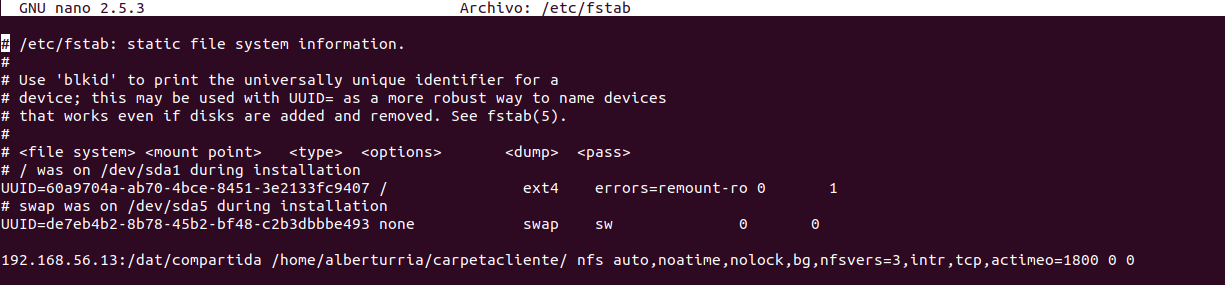 GNU nano 2.5.3 Archivo: /etc/fstab
# /etc/fstab: static file system information.
#
# Use 'blkid' to print the universally unique identifier for a
# device; this may be used with UUID= as a more robust way to name devices
# that works even if disks are added and removed. See fstab(5).
#
# <file system> <mount point>   <type>  <options>       <dump>  <pass>
# / was on /dev/sda1 during installation
UUID=60a9704a-ab70-4bce-8451-3e2133fc9407 /               ext4    errors=remount-ro 0       1
# swap was on /dev/sda5 during installation
UUID=de7eb4b2-8b78-45b2-bf48-c2b3dbbbe493 none            swap    sw              0       0
192.168.56.13:/dat/compartida /home/alberturria/carpetacliente/ nfs auto,noatime,nolock,bg,nfsvers=3,intr,tcp,actimeo=1800 0 0